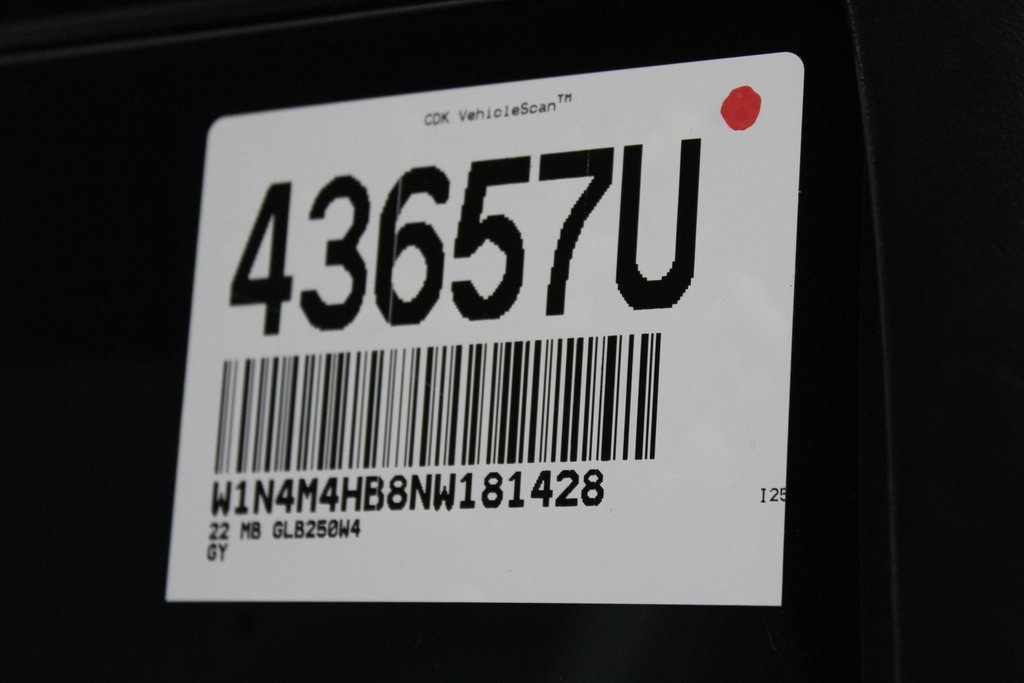 CDK VehicleScan™
43657U
W1N4M4HB8NW181428
22 MB GLB250W4
GY
I25